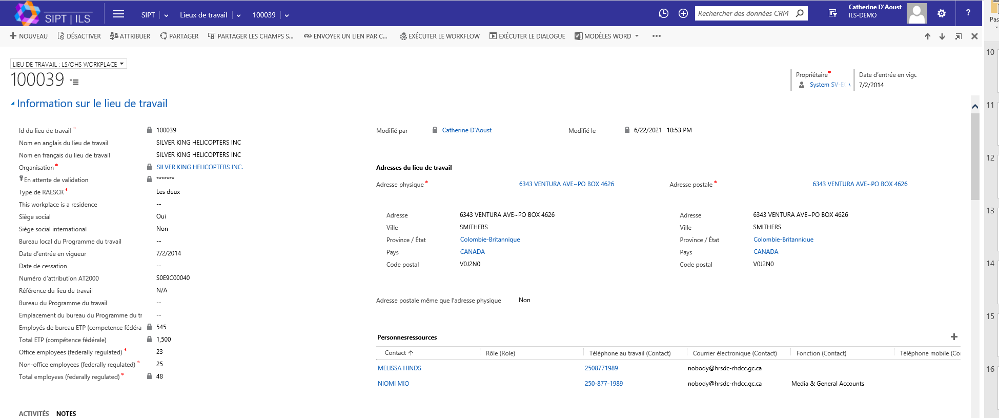 SIPT | ILS
SIPT
Lieux de travail
100039
Rechercher des données CRM
Catherine D'Aoust
ILS-DEMO
?
Pas
NOUVEAU
DÉSACTIVER
ATTRIBUER
PARTAGER
PARTAGER LES CHAMPS S...
ENVOYER UN LIEN PAR C...
EXÉCUTER LE WORKFLOW
EXÉCUTER LE DIALOGUE
MODÈLES WORD
•••
LIEU DE TRAVAIL : LS/OHS WORKPLACE
100039
Propriétaire*
System SV-E
Date d'entrée en vigu
7/2/2014
Information sur le lieu de travail
Id du lieu de travail* 100039
Nom en anglais du lieu de travail SILVER KING HELICOPTERS INC
Nom en français du lieu de travail SILVER KING HELICOPTERS INC
Organisation* SILVER KING HELICOPTERS INC.
En attente de validation *******
Type de RAESCR* Les deux
This workplace is a residence --
Siège social Oui
Siège social international Non
Bureau local du Programme du travail --
Date d'entrée en vigueur 7/2/2014
Date de cessation --
Numéro d'attribution AT2000 S0E9C00040
Référence du lieu de travail N/A
Bureau du Programme du travail --
Emplacement du bureau du Programme du tr --
Employés de bureau ETP (competence fédéra 545
Total ETP (compétence fédérale) 1,500
Office employees (federally regulated)* 23
Non-office employees (federally regulated)* 25
Total employees (federally regulated)* 48
Modifié par Catherine D'Aoust Modifié le 6/22/2021 10:53 PM
Adresses du lieu de travail
Adresse physique* 6343 VENTURA AVE~PO BOX 4626 Adresse postale* 6343 VENTURA AVE~PO BOX 4626
Adresse 6343 VENTURA AVE~PO BOX 4626 Adresse 6343 VENTURA AVE~PO BOX 4626
Ville SMITHERS Ville SMITHERS
Province / État Colombie-Britannique Province / État Colombie-Britannique
Pays CANADA Pays CANADA
Code postal V0J2N0 Code postal V0J2N0
Adresse postale même que l'adresse physique Non
Personnesressources
Contact Rôle (Role) Téléphone au travail (Contact) Courrier électronique (Contact) Fonction (Contact) Téléphone mobile (Co
MELISSA HINDS 2508771989 nobody@hrsdc-rhdcc.gc.ca
NIOMI MIO 250-877-1989 nobody@hrsdc-rhdcc.gc.ca Media & General Accounts
ACTIVITÉS NOTES
10
11
12
13
14
15
16